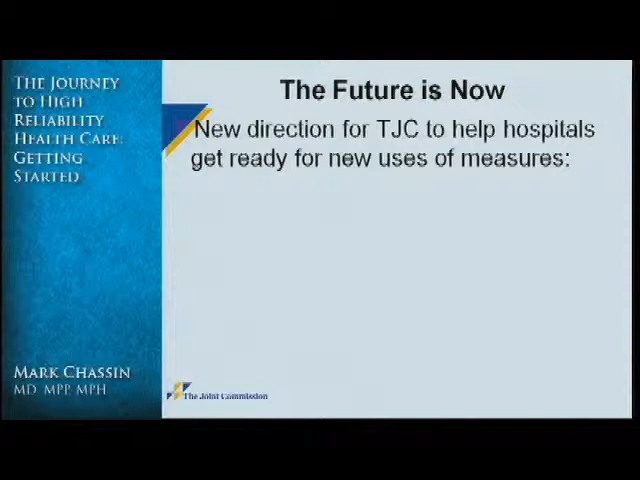 THE JOURNEY
TO HIGH
RELIABILITY
HEALTH CARE:
GETTING
STARTED
The Future is Now
New direction for TJC to help hospitals
get ready for new uses of measures:
MARK CHASSIN
MD, MPP, MPH
The Joint Commission